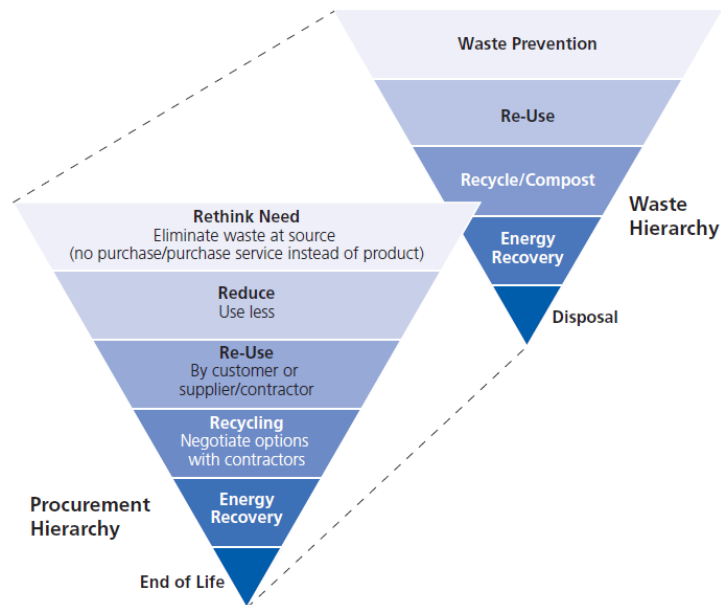 Waste Prevention
Re-Use
Recycle/Compost
Energy
Recovery
Disposal
Waste
Hierarchy
Rethink Need
Eliminate waste at source
(no purchase/purchase service instead of product)
Reduce
Use less
Re-Use
By customer or
supplier/contractor
Recycling
Negotiate options
with contractors
Energy
Recovery
End of Life
Procurement
Hierarchy